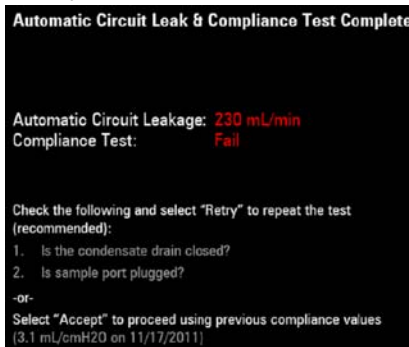 Automatic Circuit Leak & Compliance Test Complete
Automatic Circuit Leakage: 230 mL/min
Compliance Test: Fail
Check the following and select "Retry" to repeat the test
(recommended):
1. Is the condensate drain closed?
2. Is sample port plugged?
-or-
Select "Accept" to proceed using previous compliance values
(3.1 mL/cmH2O on 11/17/2011)